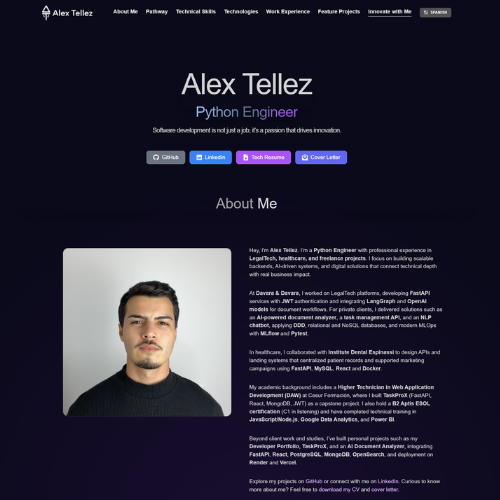 Alex Tellez
About Me Pathway Technical Skills Technologies Work Experience Feature Projects Innovate with Me SPANISH
Alex Tellez
Python Engineer
Software development is not just a job; it's a passion that drives innovation.
GitHub LinkedIn Tech Resume Cover Letter
About Me
Hey, I'm Alex Tellez. I'm a Python Engineer with professional experience in
LegalTech, healthcare, and freelance projects. I focus on building scalable
backends, AI-driven systems, and digital solutions that connect technical depth
with real business impact.
At Davara & Davara, I worked on LegalTech platforms, developing FastAPI
services with JWT authentication and integrating LangGraph and OpenAI
models for document workflows. For private clients, I delivered solutions such as
an AI-powered document analyzer, a task management API, and an NLP
chatbot, applying DDD, relational and NoSQL databases, and modern MLOps
with MLflow and Pytest.
In healthcare, I collaborated with Institute Dental Espinassi to design APIs and
landing systems that centralized patient records and supported marketing
campaigns using FastAPI, MySQL, React and Docker.
My academic background includes a Higher Technician in Web Application
Development (DAW) at Coeur Formación, where I built TaskProX (FastAPI,
React, MongoDB, JWT) as a capstone project. I also hold a B2 Aptis ESOL
certification (C1 in listening) and have completed technical training in
JavaScript/Node.js, Google Data Analytics, and Power BI.
Beyond client work and studies, I've built personal projects such as my
Developer Portfolio, TaskProX, and an AI Document Analyzer, integrating
FastAPI, React, PostgreSQL, MongoDB, OpenSearch, and deployment on
Render and Vercel.
Explore my projects on GitHub or connect with me on LinkedIn. Curious to know
more about me? Feel free to download my CV and cover letter.